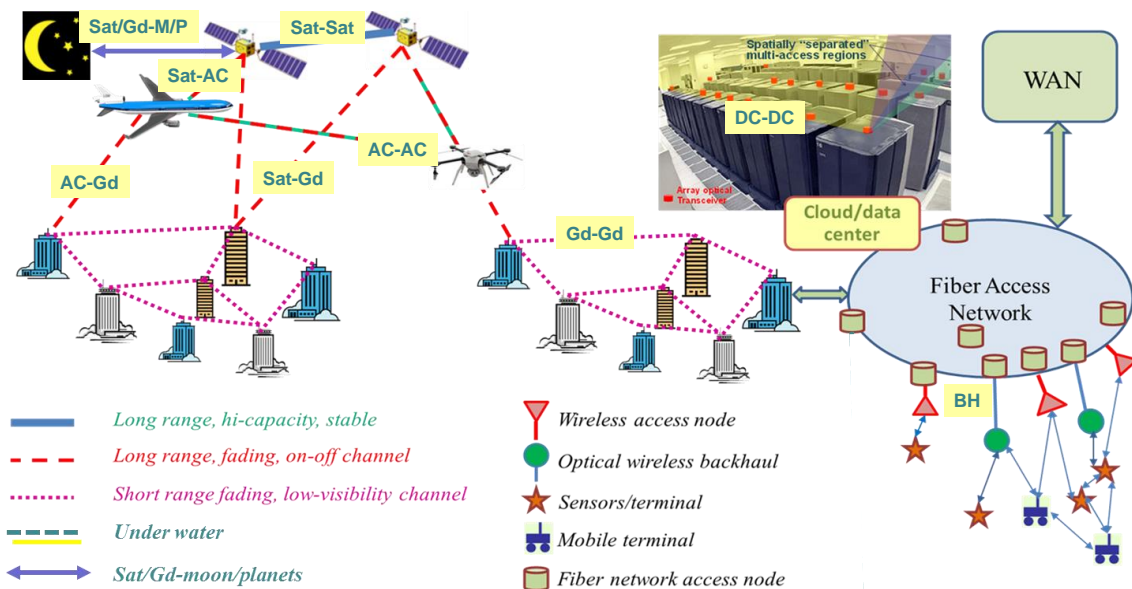 Sat/Gd-M/P
Sat-Sat
Sat-AC
AC-AC
AC-Gd
Sat-Gd
Gd-Gd
Spatially “separated”
multi-access regions
DC-DC
Array optical
Transceiver
WAN
Cloud/data
center
Fiber Access
Network
BH
Long range, hi-capacity, stable
Long range, fading, on-off channel
Short range fading, low-visibility channel
Under water
Sat/Gd-moon/planets
Wireless access node
Optical wireless backhaul
Sensors/terminal
Mobile terminal
Fiber network access node